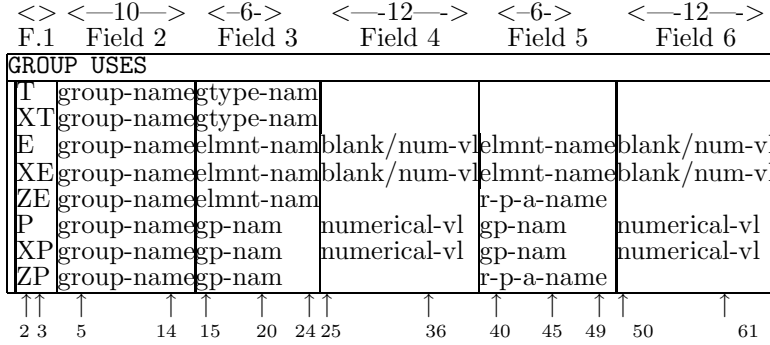 <> <—10—> <–6-> <—-12—-> <–6-> <—-12—->
F.1 Field 2 Field 3 Field 4 Field 5 Field 6
GROUP USES
T group-name gtype-nam
XT group-name gtype-nam
E group-name elmnt-nam blank/num-vl elmnt-name blank/num-vl
XE group-name elmnt-nam blank/num-vl elmnt-name blank/num-vl
ZE group-name elmnt-nam r-p-a-name
P group-name gp-nam numerical-vl gp-nam numerical-vl
XP group-name gp-nam numerical-vl gp-nam numerical-vl
ZP group-name gp-nam r-p-a-name
↑ ↑ ↑ ↑ ↑ ↑ ↑ ↑ ↑ ↑ ↑ ↑ ↑ ↑
2 3 5 14 15 20 24 25 36 40 45 49 50 61